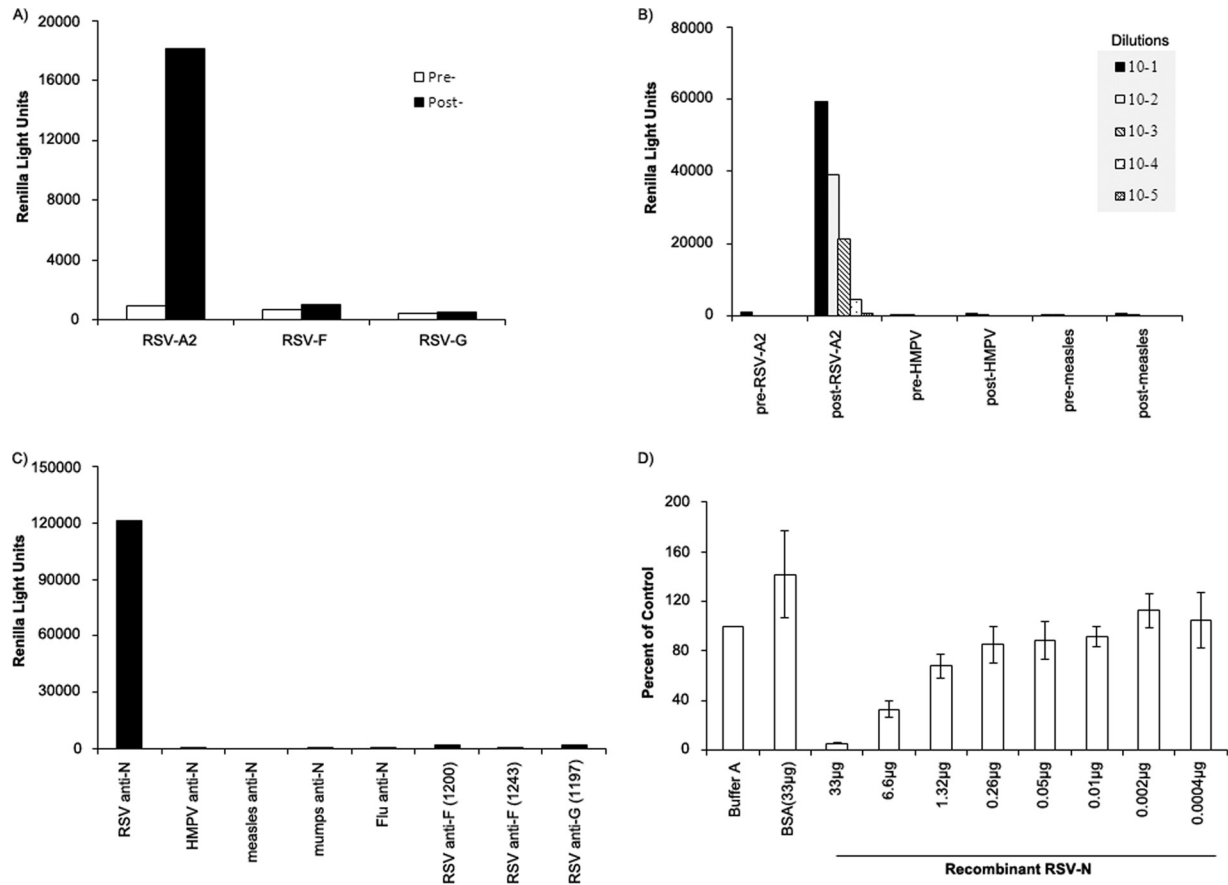 A)
20000
16000
12000
8000
4000
0
Renilla Light Units
Pre-
Post-
RSV-A2
RSV-F
RSV-G
B)
80000
60000
40000
20000
0
Renilla Light Units
Dilutions
10-1
10-2
10-3
10-4
10-5
pre-RSV-A2
post-RSV-A2
pre-HMPV
post-HMPV
pre-measles
post-measles
C)
150000
120000
90000
60000
30000
0
Renilla Light Units
RSV anti-N
HMPV anti-N
measles anti-N
mumps anti-N
Flu anti-N
RSV anti-F (1200)
RSV anti-F (1243)
RSV anti-G (1197)
D)
200
160
120
80
40
0
Percent of Control
Buffer A
BSA(33µg)
33µg
6.6µg
1.32µg
0.26µg
0.05µg
0.01µg
0.002µg
0.0004µg
Recombinant RSV-N